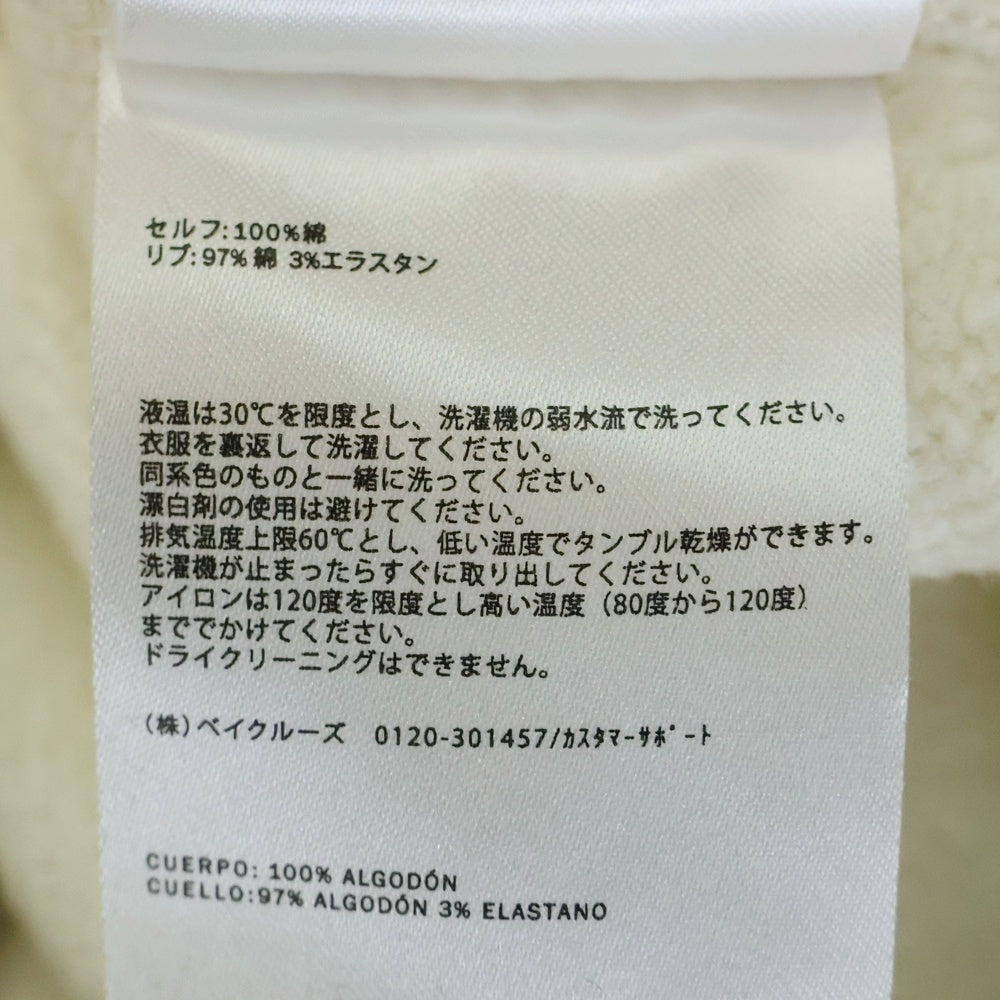 セルフ:100%綿
リブ:97%綿 3%エラスタン
液温は30℃を限度とし、洗濯機の弱水流で洗ってください。
衣服を裏返して洗濯してください。
同系色のものと一緒に洗ってください。
漂白剤の使用は避けてください。
排気温度上限60℃とし、低い温度でタンブル乾燥ができます。
洗濯機が止まったらすぐに取り出してください。
アイロンは120度を限度とし高い温度（80度から120度）
まででかけてください。
ドライクリーニングはできません。
(株)ベイクルーズ 0120-301457/ｶｽﾀﾏｰｻﾎﾟｰﾄ
CUERPO: 100% ALGODÓN
CUELLO:97% ALGODÓN 3% ELASTANO